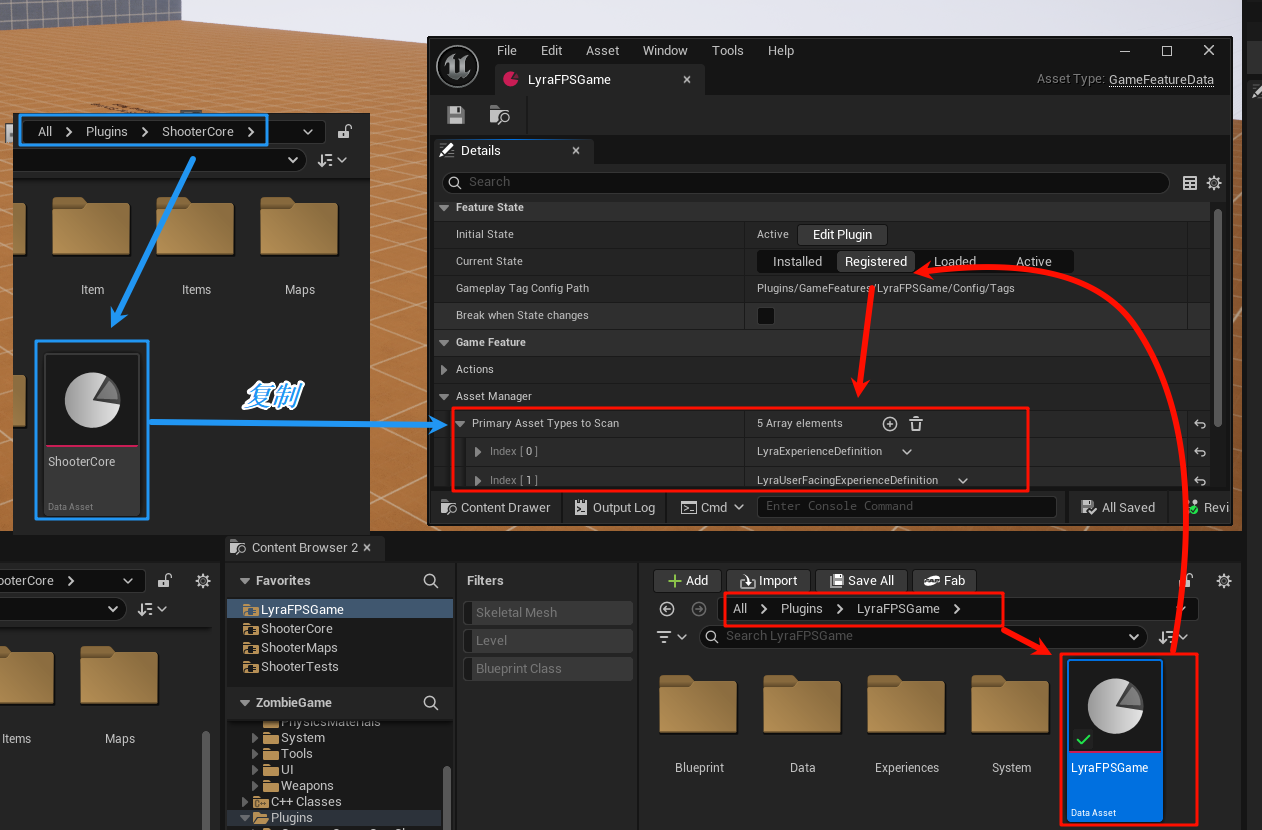 File Edit Asset Window Tools Help
LyraFPSGame
Asset Type: GameFeatureData
All Plugins ShooterCore
Details
Search
Feature State
Initial State Active Edit Plugin
Current State Installed Registered Loaded Active
Gameplay Tag Config Path Plugins/GameFeatures/LyraFPSGame/Config/Tags
Break when State changes
Game Feature
Actions
Asset Manager
Primary Asset Types to Scan 5 Array elements
Index [ 0 ] LyraExperienceDefinition
Index [ 1 ] LyraUserFacingExperienceDefinition
Content Drawer Output Log Cmd Enter Console Command All Saved Revi
Item Items Maps
复制
ShooterCore
Data Asset
Content Browser 2
ooterCore
Items Maps
Favorites
LyraFPSGame
ShooterCore
ShooterMaps
ShooterTests
ZombieGame
PhysicsMaterials
System
Tools
UI
Weapons
C++ Classes
Plugins
Filters
Skeletal Mesh
Level
Blueprint Class
Add Import Save All Fab
All Plugins LyraFPSGame
Search LyraFPSGame
Blueprint Data Experiences System LyraFPSGame
Data Asset